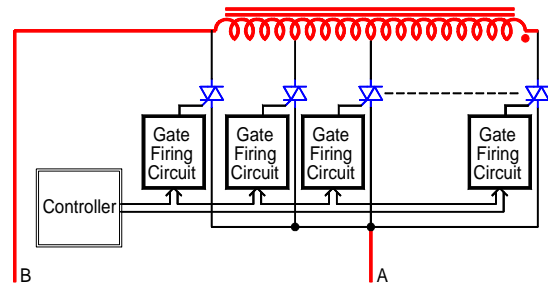 Gate
Firing
Circuit
Gate
Firing
Circuit
Gate
Firing
Circuit
Gate
Firing
Circuit
Controller
B
A